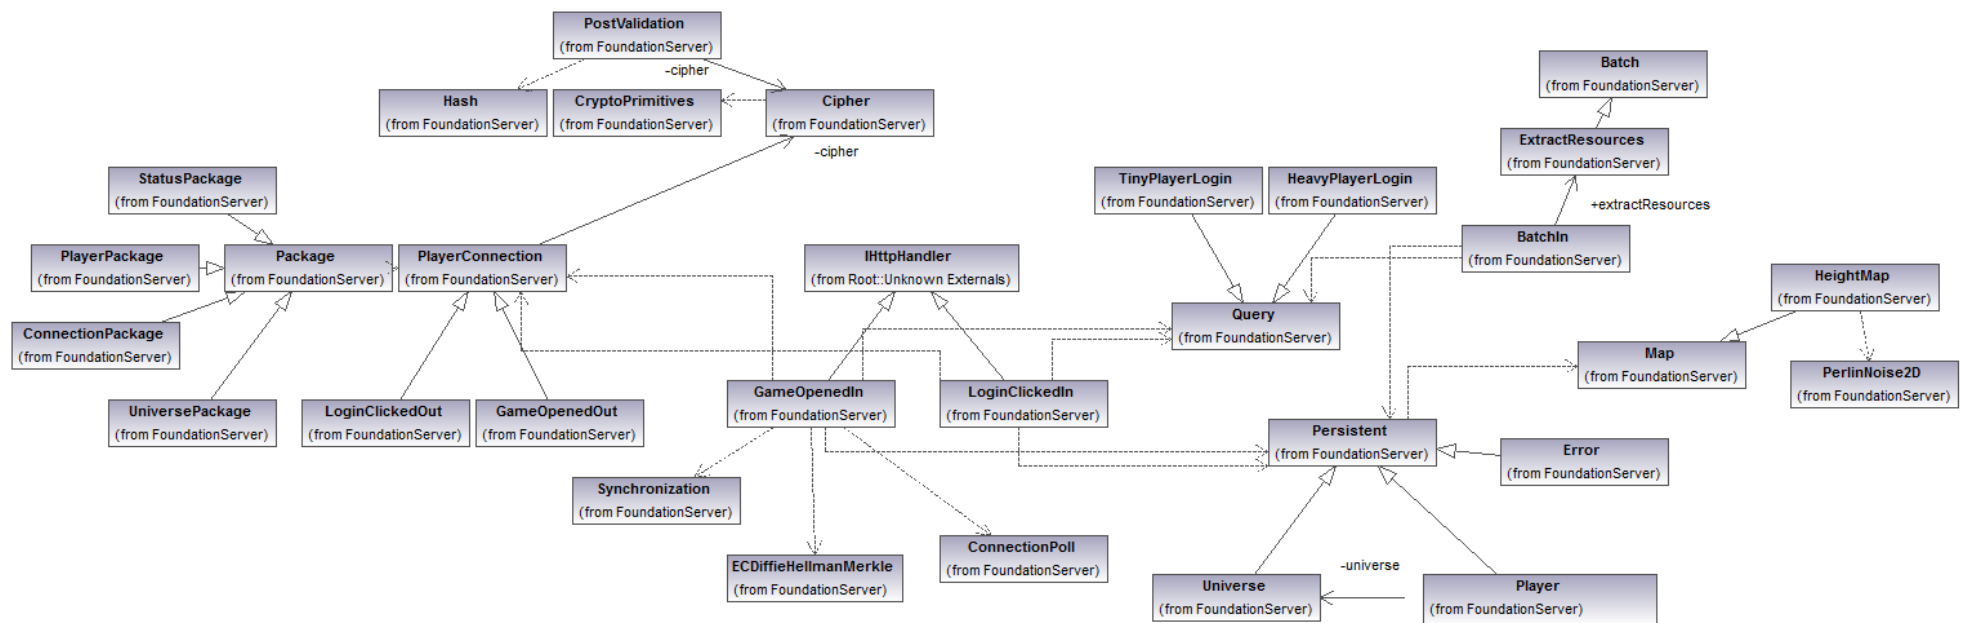 PostValidation
(from FoundationServer)
-cipher
Hash
(from FoundationServer)
CryptoPrimitives
(from FoundationServer)
Cipher
(from FoundationServer)
-cipher
Batch
(from FoundationServer)
ExtractResources
(from FoundationServer)
+extractResources
StatusPackage
(from FoundationServer)
TinyPlayerLogin
(from FoundationServer)
HeavyPlayerLogin
(from FoundationServer)
BatchIn
(from FoundationServer)
PlayerPackage
(from FoundationServer)
Package
(from FoundationServer)
PlayerConnection
(from FoundationServer)
IHttpHandler
(from Root::Unknown Externals)
HeightMap
(from FoundationServer)
Query
(from FoundationServer)
ConnectionPackage
(from FoundationServer)
Map
(from FoundationServer)
PerlinNoise2D
(from FoundationServer)
UniversePackage
(from FoundationServer)
LoginClickedOut
(from FoundationServer)
GameOpenedOut
(from FoundationServer)
GameOpenedIn
(from FoundationServer)
LoginClickedIn
(from FoundationServer)
Persistent
(from FoundationServer)
Error
(from FoundationServer)
Synchronization
(from FoundationServer)
ECDiffieHellmanMerkle
(from FoundationServer)
ConnectionPoll
(from FoundationServer)
-universe
Universe
(from FoundationServer)
Player
(from FoundationServer)